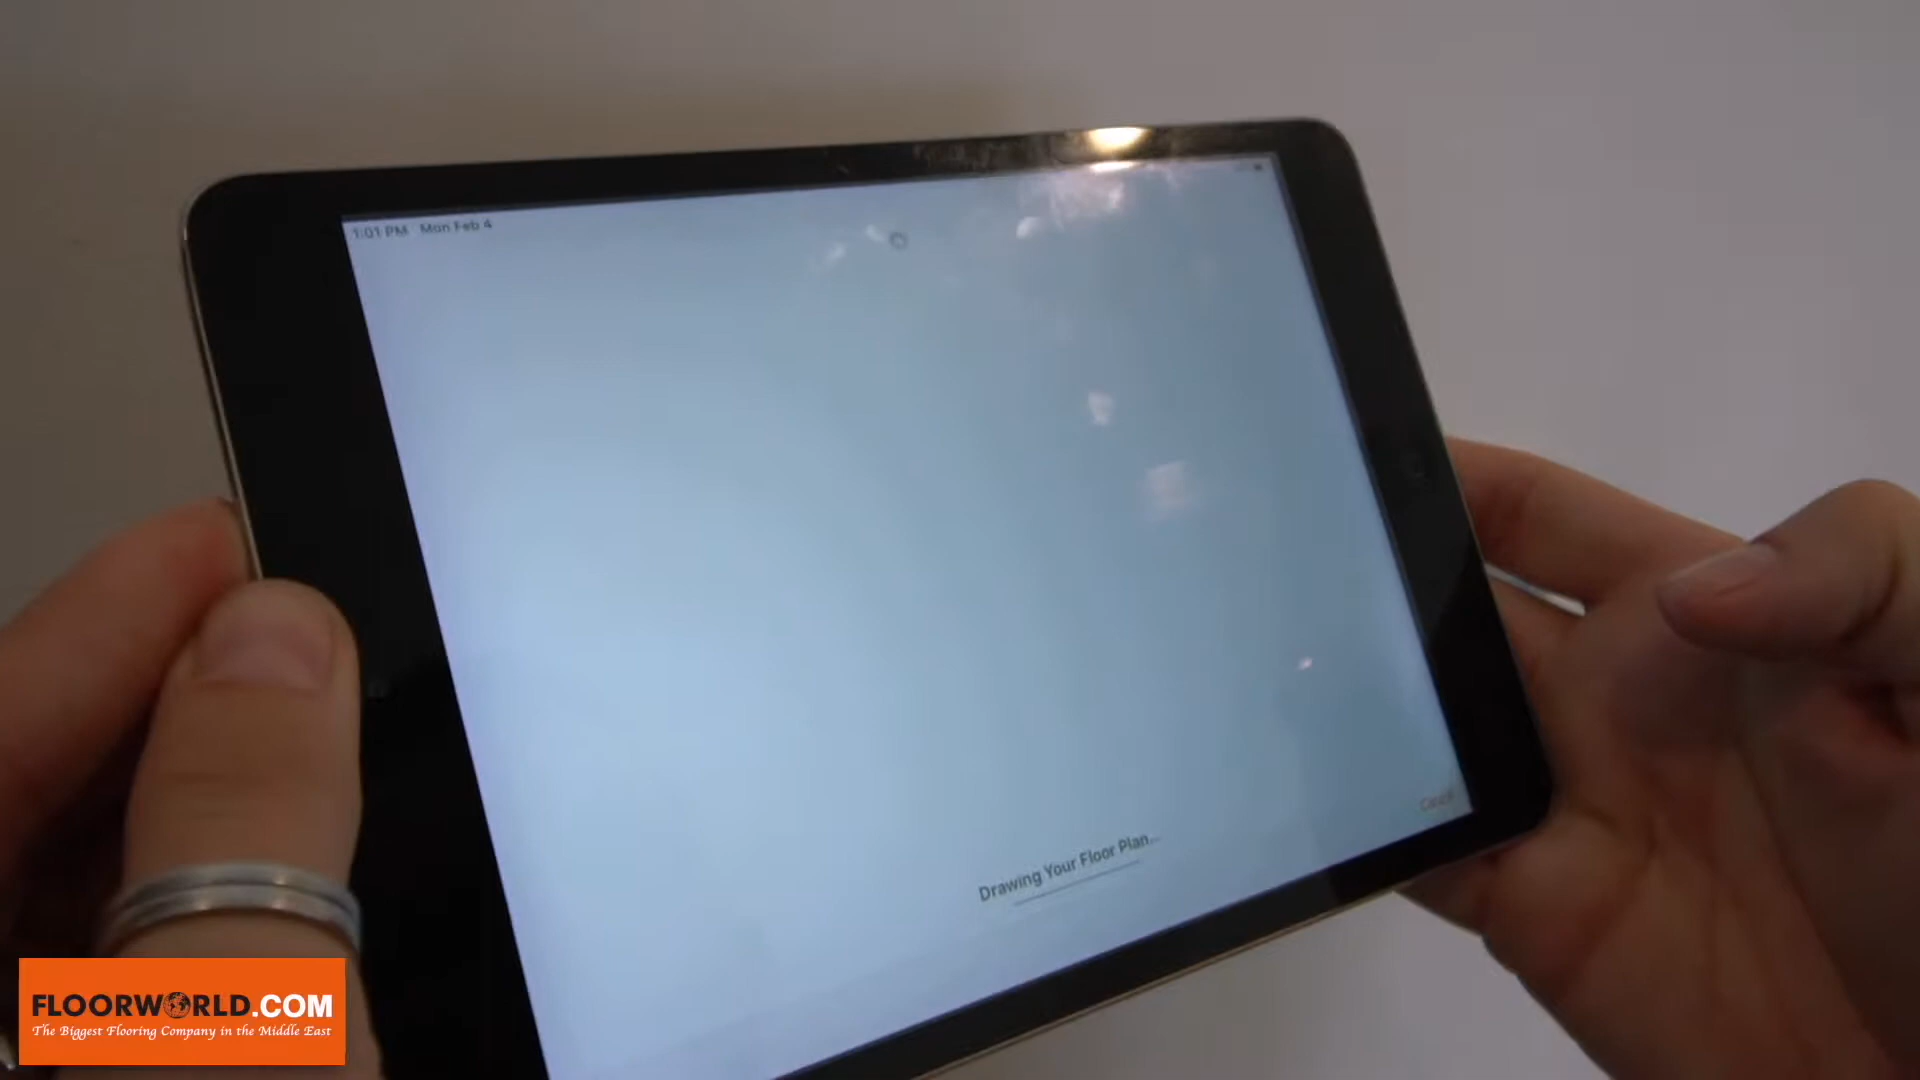 1:01 PM Mon Feb 4
Drawing Your Floor Plan...
Cancel
FLOORWORLD.COM
The Biggest Flooring Company in the Middle East